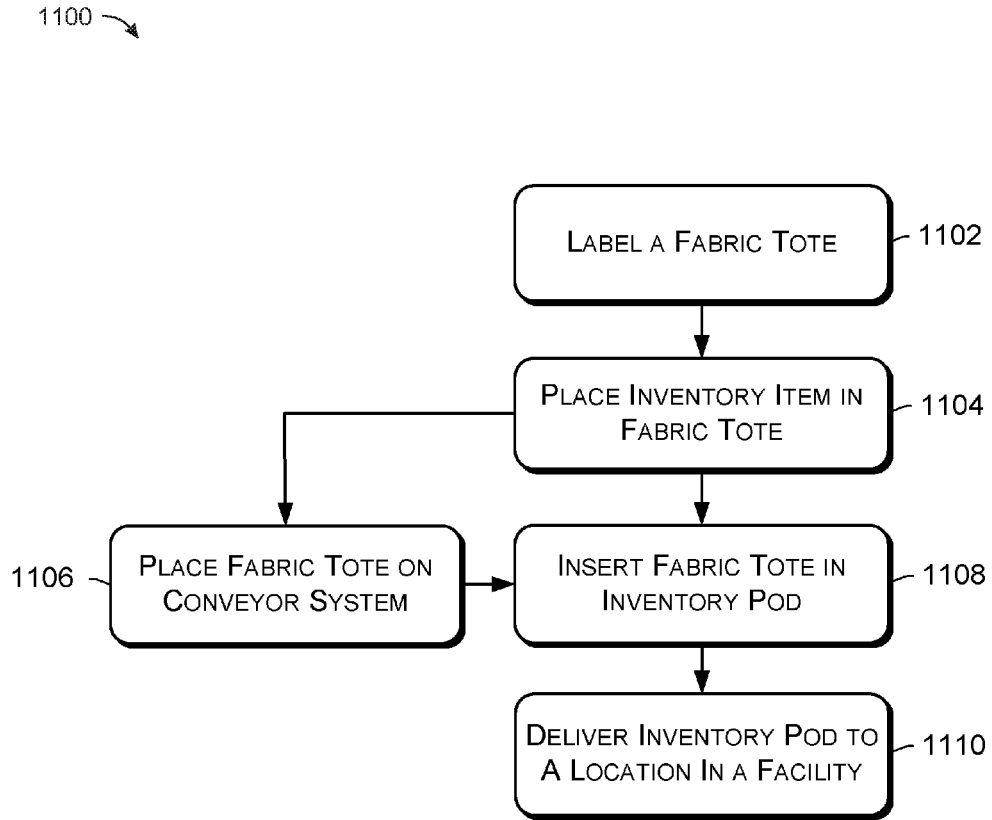 1100
LABEL A FABRIC TOTE
1102
PLACE INVENTORY ITEM IN
FABRIC TOTE
1104
1106
PLACE FABRIC TOTE ON
CONVEYOR SYSTEM
INSERT FABRIC TOTE IN
INVENTORY POD
1108
DELIVER INVENTORY POD TO
A LOCATION IN A FACILITY
1110